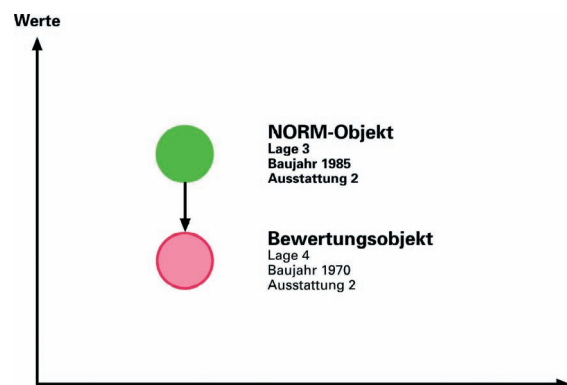 Werte
NORM-Objekt
Lage 3
Baujahr 1985
Ausstattung 2
Bewertungsobjekt
Lage 4
Baujahr 1970
Ausstattung 2